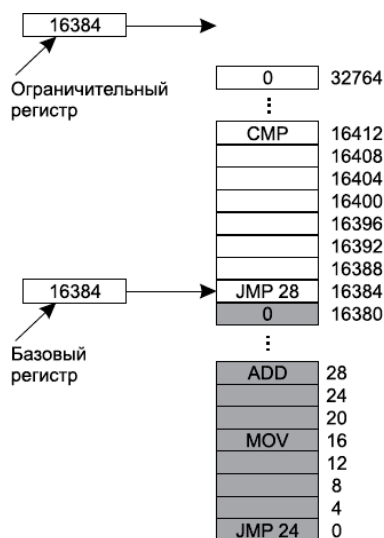 16384
Ограничительный
регистр
0 32764
⋮
CMP 16412
16408
16404
16400
16396
16392
16388
16384 JMP 28 16384
0 16380
Базовый
регистр
⋮
ADD 28
24
20
MOV 16
12
8
4
JMP 24 0